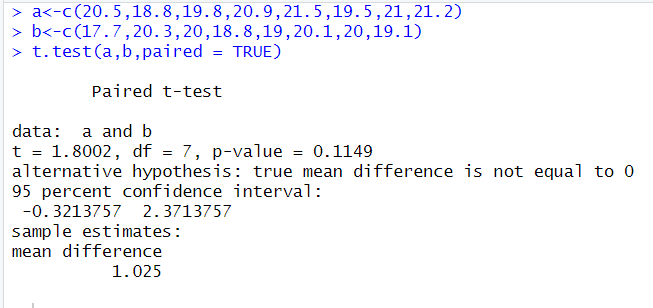 > a<-c(20.5,18.8,19.8,20.9,21.5,19.5,21,21.2)
> b<-c(17.7,20.3,20,18.8,19,20.1,20,19.1)
> t.test(a,b,paired = TRUE)
Paired t-test
data:  a and b
t = 1.8002, df = 7, p-value = 0.1149
alternative hypothesis: true mean difference is not equal to 0
95 percent confidence interval:
-0.3213757  2.3713757
sample estimates:
mean difference
1.025